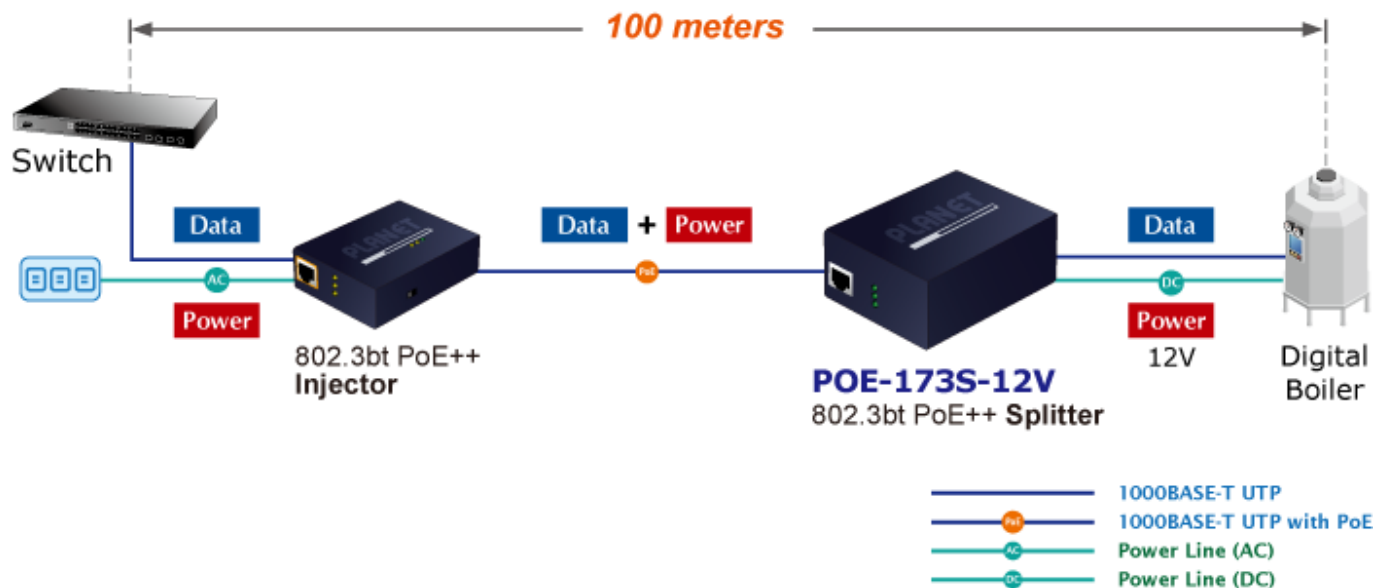 100 meters
Switch
Data
AC
Power
PLANET
802.3bt PoE++
Injector
Data + Power
PoE
PLANET
POE-173S-12V
802.3bt PoE++ Splitter
Data
DC
Power
12V
Digital
Boiler
1000BASE-T UTP
PoE 1000BASE-T UTP with PoE
AC Power Line (AC)
DC Power Line (DC)